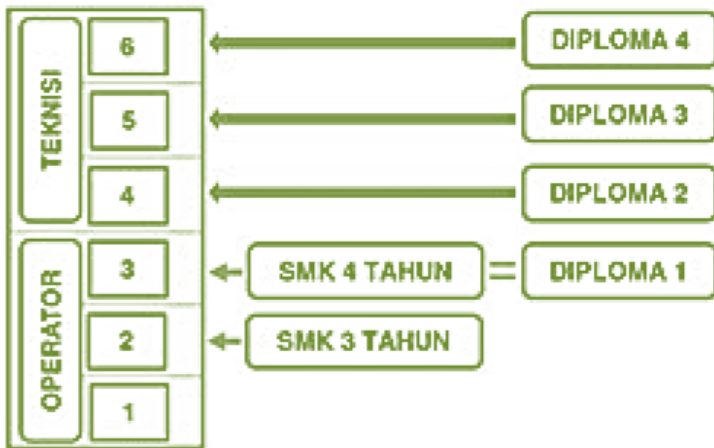 TEKNISI
6
DIPLOMA 4
5
DIPLOMA 3
4
DIPLOMA 2
OPERATOR
3
SMK 4 TAHUN
DIPLOMA 1
2
SMK 3 TAHUN
1